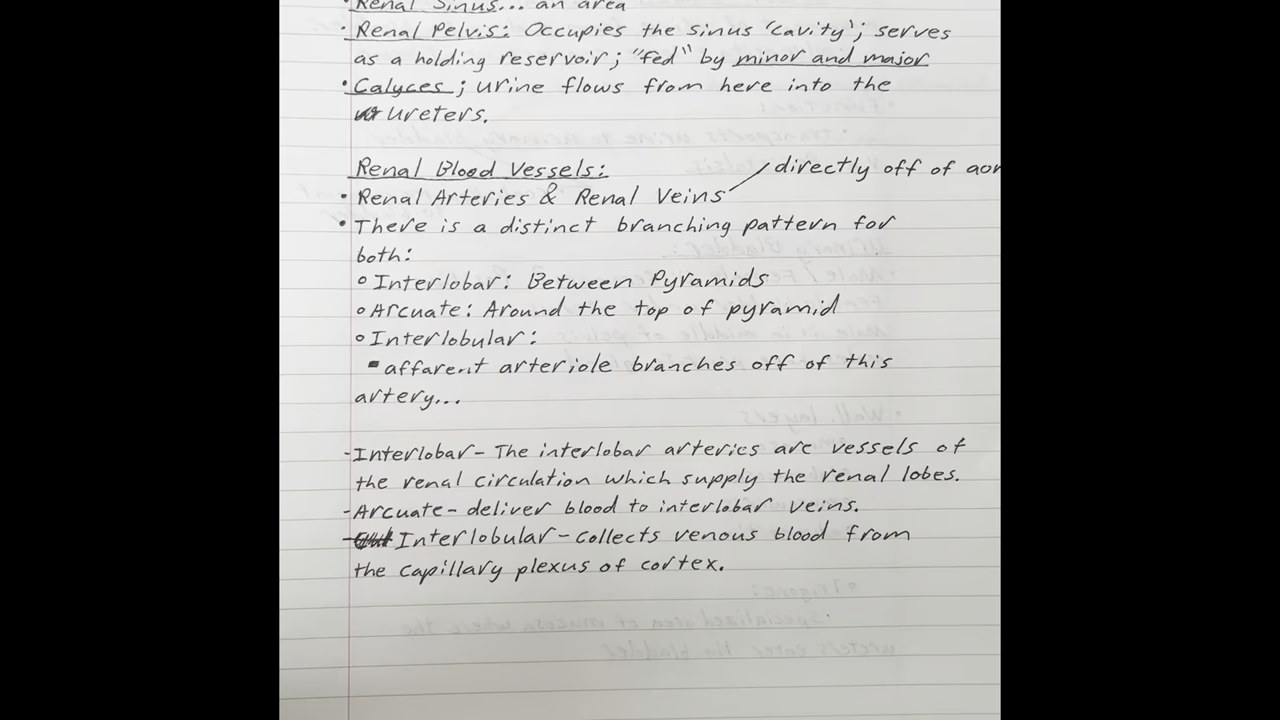 • Renal Sinus... an area
• Renal Pelvis: Occupies the sinus 'cavity'; serves
as a holding reservoir; "fed" by minor and major
• Calyces; urine flows from here into the
ureters.
Renal Blood Vessels:
directly off of aor
• Renal Arteries & Renal Veins
• There is a distinct branching pattern for
both:
∘ Interlobar: Between Pyramids
∘ Arcuate: Around the top of pyramid
∘ Interlobular:
▪ affarent arteriole branches off of this
artery...
- Interlobar - The interlobar arteries are vessels of
the renal circulation which supply the renal lobes.
- Arcuate - deliver blood to interlobar veins.
- Interlobular - collects venous blood from
the capillary plexus of cortex.